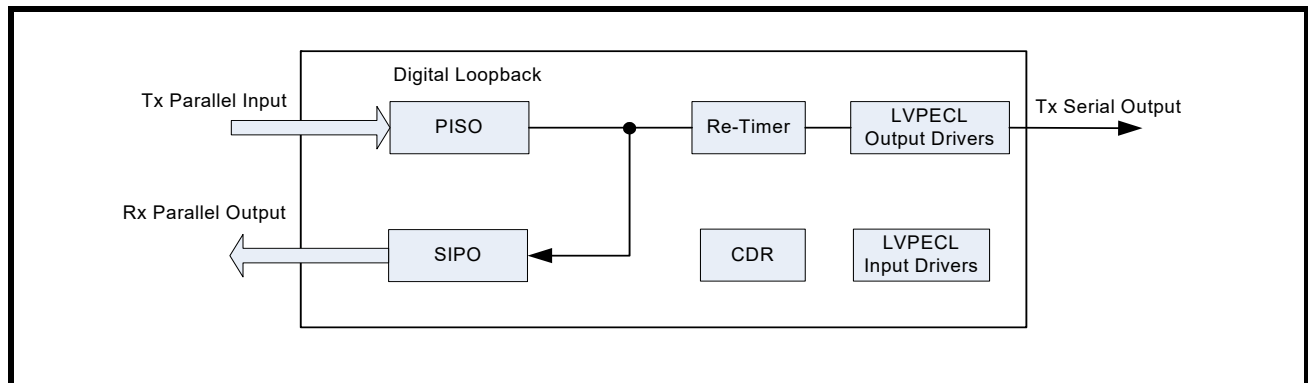 Digital Loopback
Tx Parallel Input
PISO
Re-Timer
LVPECL
Output Drivers
Tx Serial Output
Rx Parallel Output
SIPO
CDR
LVPECL
Input Drivers